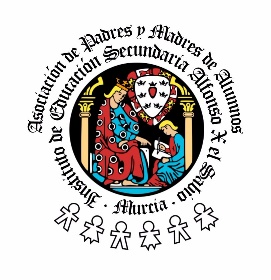 Asociación de Padres y Madres de Alumnos
Instituto de Educación Secundaria Alfonso X el Sabio
· Murcia ·